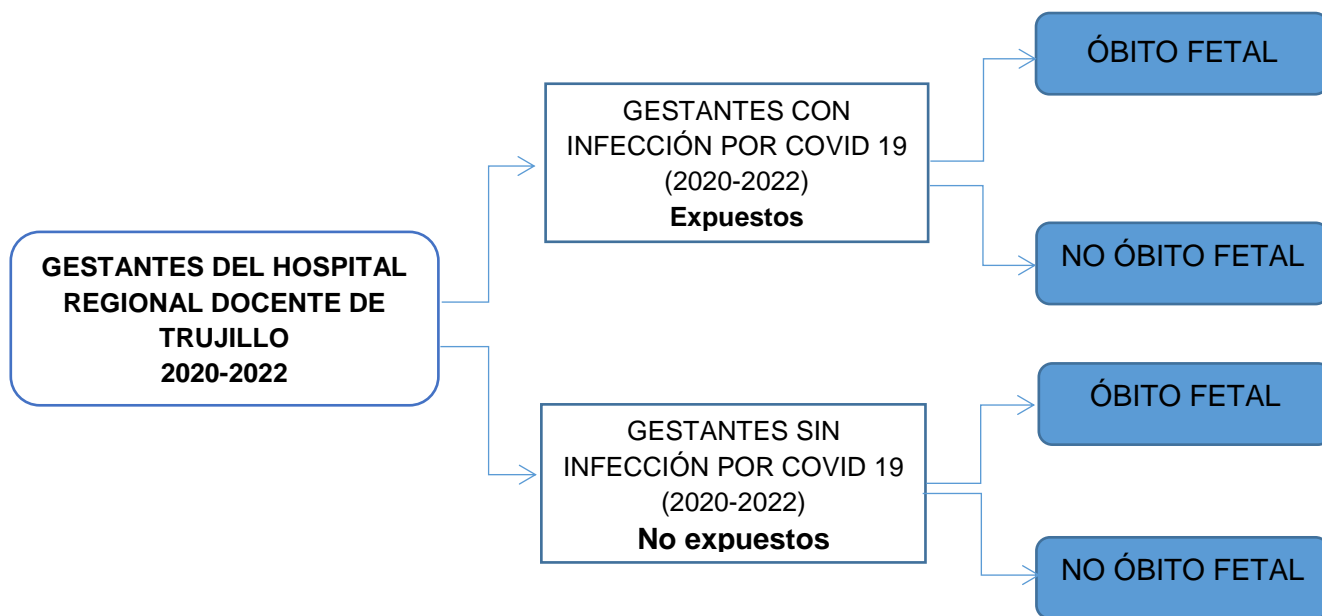 GESTANTES DEL HOSPITAL
REGIONAL DOCENTE DE
TRUJILLO
2020-2022
GESTANTES CON
INFECCIÓN POR COVID 19
(2020-2022)
Expuestos
ÓBITO FETAL
NO ÓBITO FETAL
GESTANTES SIN
INFECCIÓN POR COVID 19
(2020-2022)
No expuestos
ÓBITO FETAL
NO ÓBITO FETAL